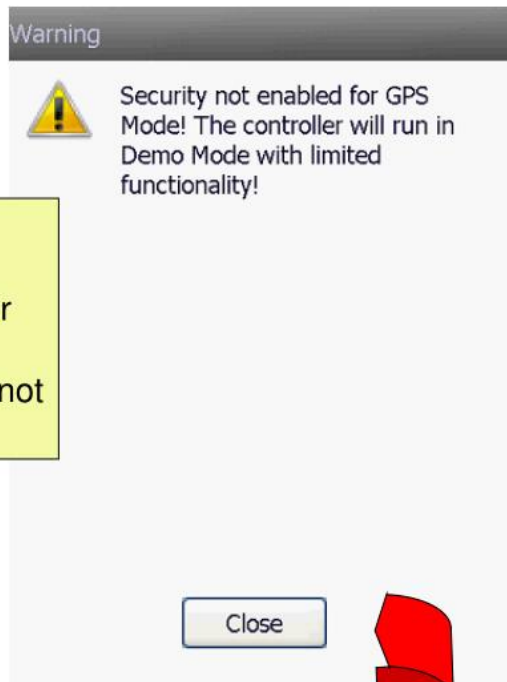 Warning
Security not enabled for GPS
Mode! The controller will run in
Demo Mode with limited
functionality!
r
not
Close